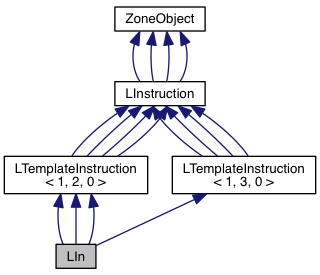 ZoneObject
LInstruction
LTemplateInstruction
< 1, 2, 0 >
LTemplateInstruction
< 1, 3, 0 >
LIn